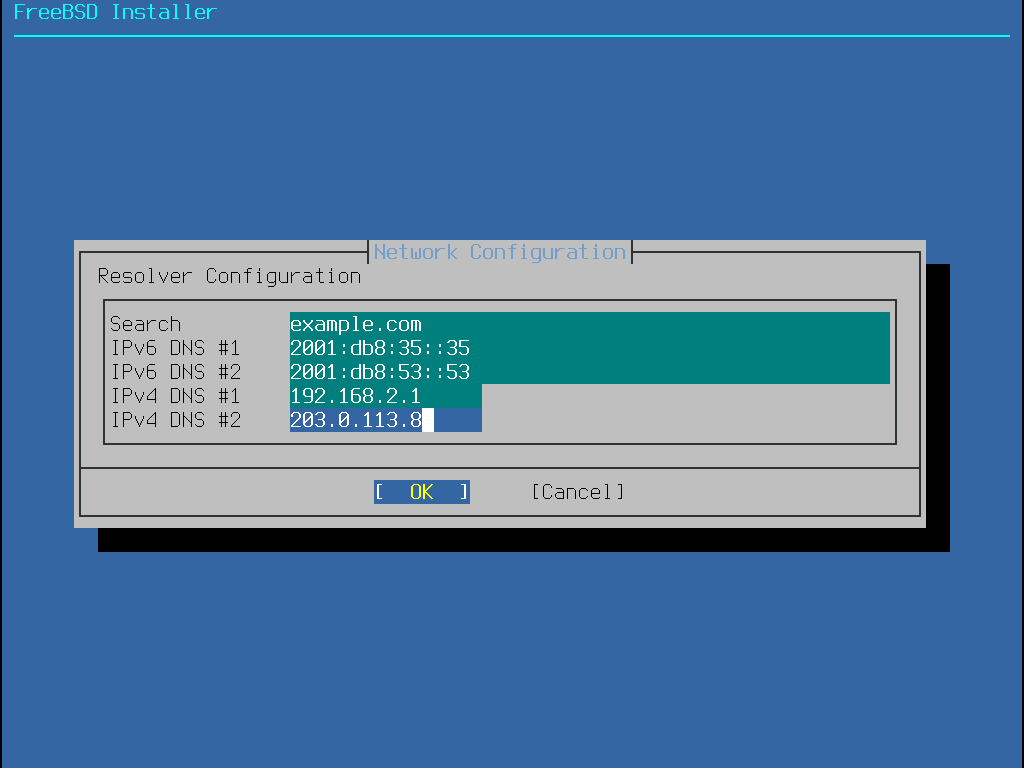 FreeBSD Installer
Network Configuration
Resolver Configuration
Search example.com
IPv6 DNS #1 2001:db8:35::35
IPv6 DNS #2 2001:db8:53::53
IPv4 DNS #1 192.168.2.1
IPv4 DNS #2 203.0.113.8
[ OK ] [Cancel]